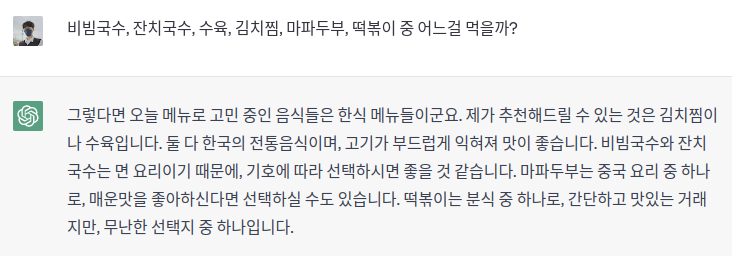 비빔국수, 잔치국수, 수육, 김치찜, 마파두부, 떡볶이 중 어느걸 먹을까?
그렇다면 오늘 메뉴로 고민 중인 음식들은 한식 메뉴들이군요. 제가 추천해드릴 수 있는 것은 김치찜이
나 수육입니다. 둘 다 한국의 전통음식이며, 고기가 부드럽게 익혀져 맛이 좋습니다. 비빔국수와 잔치
국수는 면 요리이기 때문에, 기호에 따라 선택하시면 좋을 것 같습니다. 마파두부는 중국 요리 중 하나
로, 매운맛을 좋아하신다면 선택하실 수도 있습니다. 떡볶이는 분식 중 하나로, 간단하고 맛있는 거래
지만, 무난한 선택지 중 하나입니다.